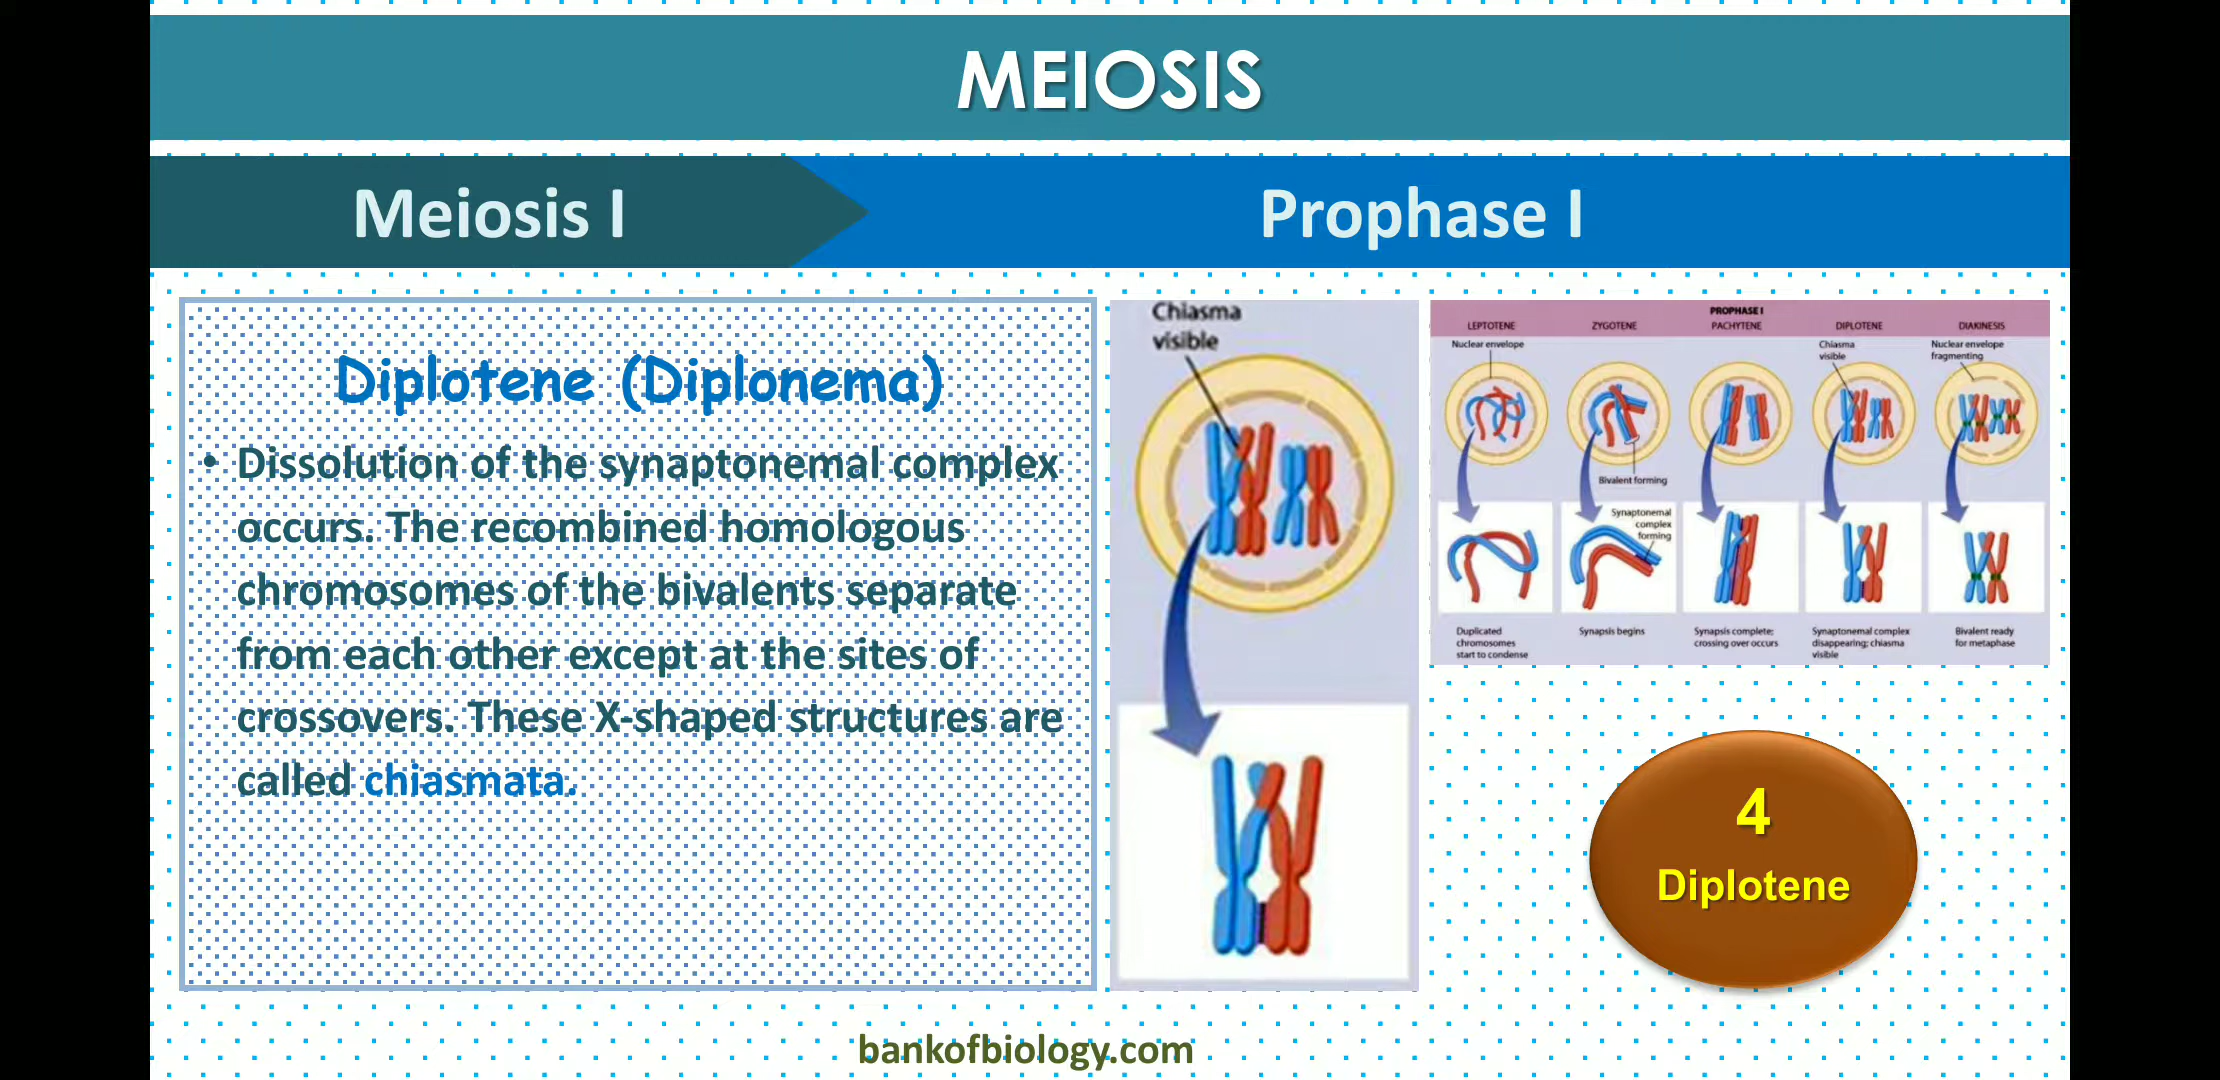 MEIOSIS
Meiosis I
Prophase I
Diplotene (Diplonema)
• Dissolution of the synaptonemal complex
occurs. The recombined homologous
chromosomes of the bivalents separate
from each other except at the sites of
crossovers. These X-shaped structures are
called chiasmata.
Chiasma
visible
PROPHASE I
LEPTOTENE
ZYGOTENE
PACHYTENE
DIPLOTENE
DIAKINESIS
Nuclear envelope
Chiasma
visible
Nuclear envelope
fragmenting
Bivalent forming
Synaptonemal
complex
forming
Duplicated
chromosomes
start to condense
Synapsis begins
Synapsis complete;
crossing over occurs
Synaptonemal complex
disappearing; chiasma
visible
Bivalent ready
for metaphase
4
Diplotene
bankofbiology.com